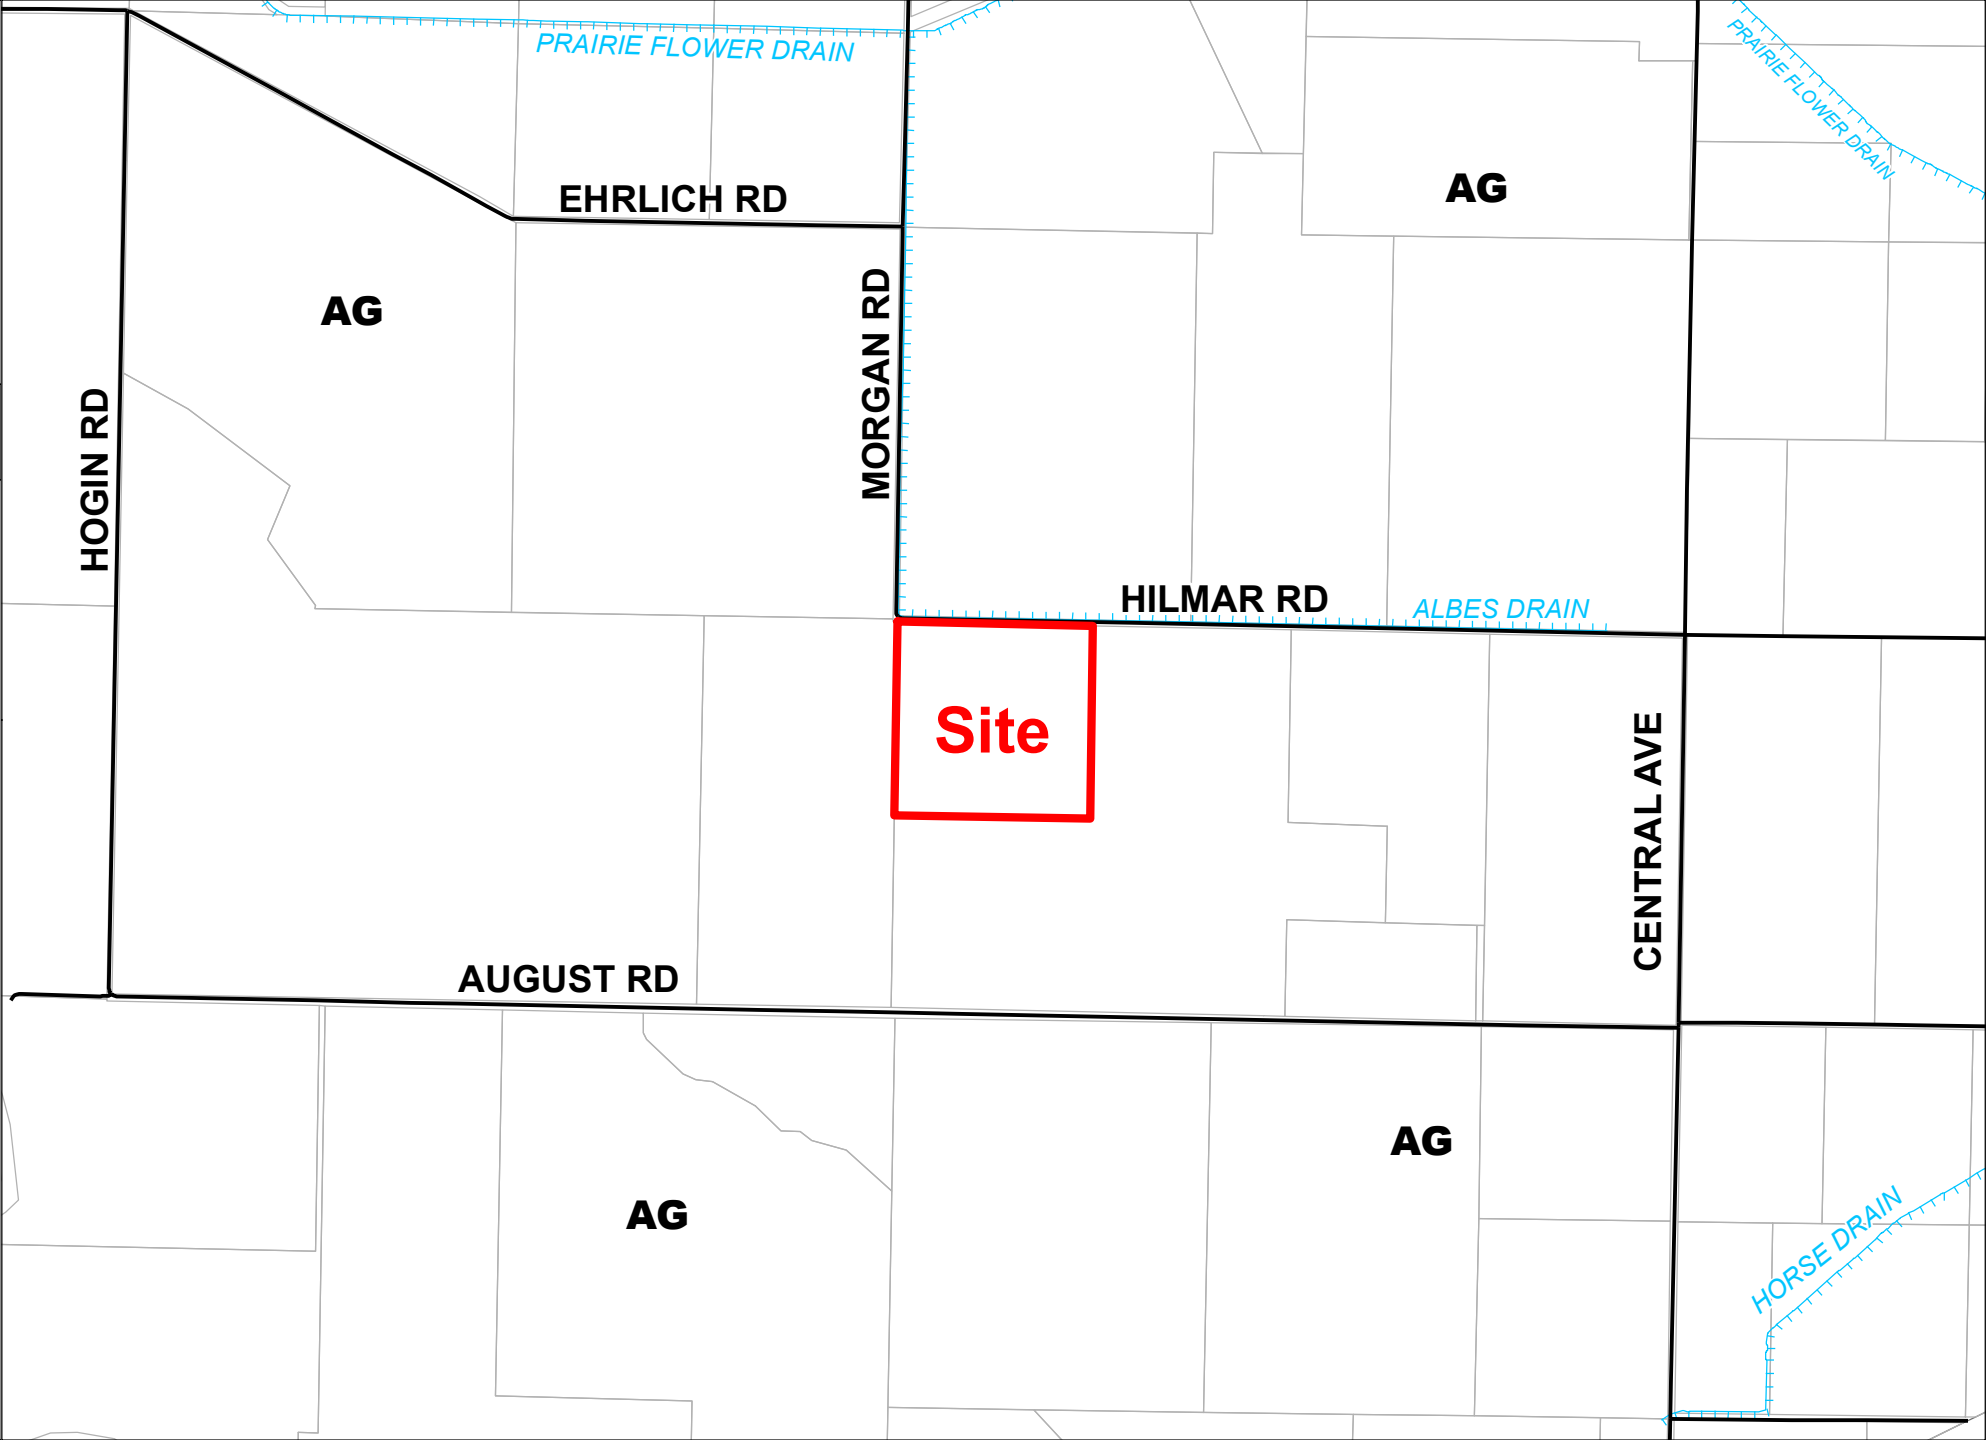 PRAIRIE FLOWER DRAIN
PRAIRIE FLOWER DRAIN
EHRLICH RD
AG
AG
MORGAN RD
HOGIN RD
HILMAR RD
ALBES DRAIN
Site
CENTRAL AVE
AUGUST RD
AG
AG
HORSE DRAIN